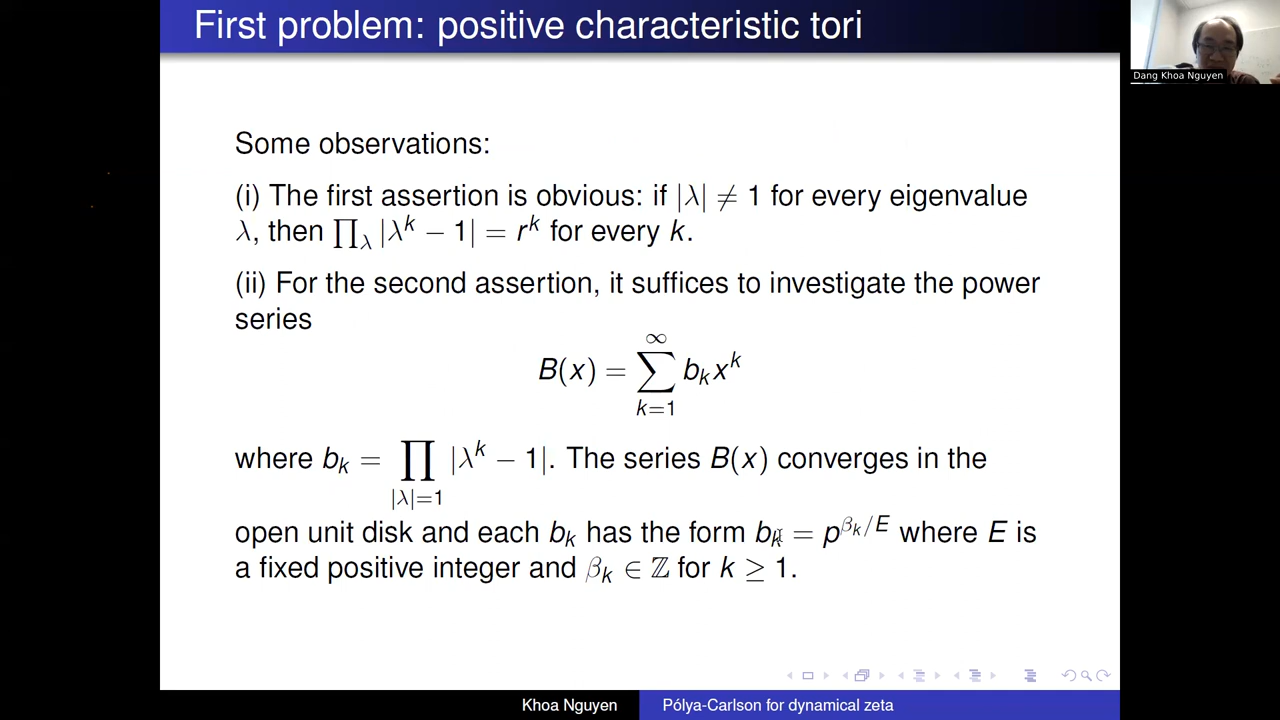 First problem: positive characteristic tori
Dang Khoa Nguyen
Some observations:
(i) The first assertion is obvious: if |λ| ≠ 1 for every eigenvalue
λ, then ∏_λ |λ^k − 1| = r^k for every k.
(ii) For the second assertion, it suffices to investigate the power
series
B(x) = ∑_{k=1}^{∞} b_k x^k
where b_k = ∏_{|λ|=1} |λ^k − 1|. The series B(x) converges in the
open unit disk and each b_k has the form b_k = p^{β_k/E} where E is
a fixed positive integer and β_k ∈ ℤ for k ≥ 1.
Khoa Nguyen
Pólya-Carlson for dynamical zeta